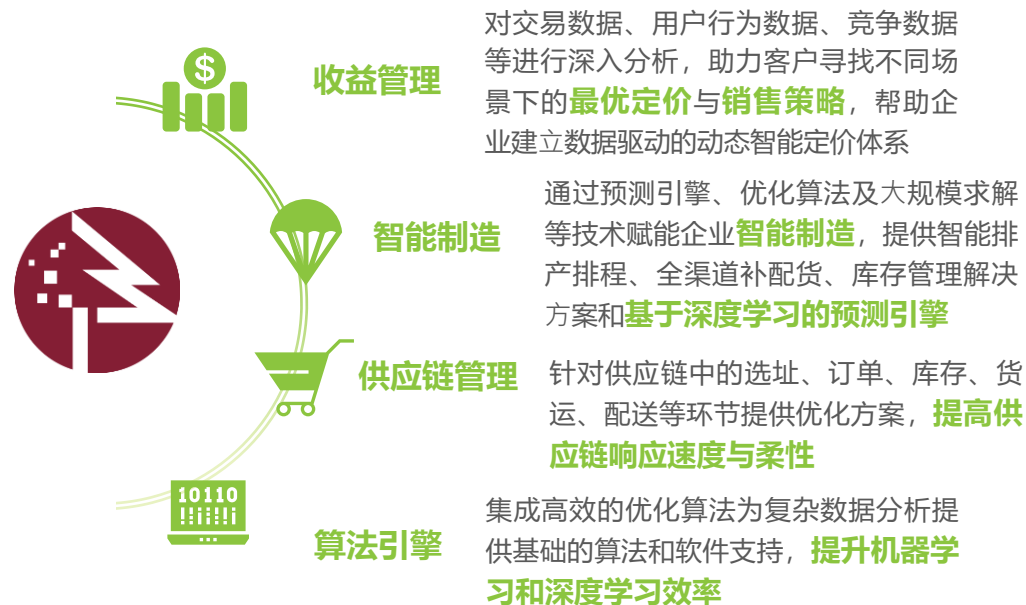 收益管理
对交易数据、用户行为数据、竞争数据
等进行深入分析，助力客户寻找不同场
景下的最优定价与销售策略，帮助企
业建立数据驱动的动态智能定价体系
智能制造
通过预测引擎、优化算法及大规模求解
等技术赋能企业智能制造，提供智能排
产排程、全渠道补配货、库存管理解决
方案和基于深度学习的预测引擎
供应链管理
针对供应链中的选址、订单、库存、货
运、配送等环节提供优化方案，提高供
应链响应速度与柔性
10110
算法引擎
集成高效的优化算法为复杂数据分析提
供基础的算法和软件支持，提升机器学
习和深度学习效率